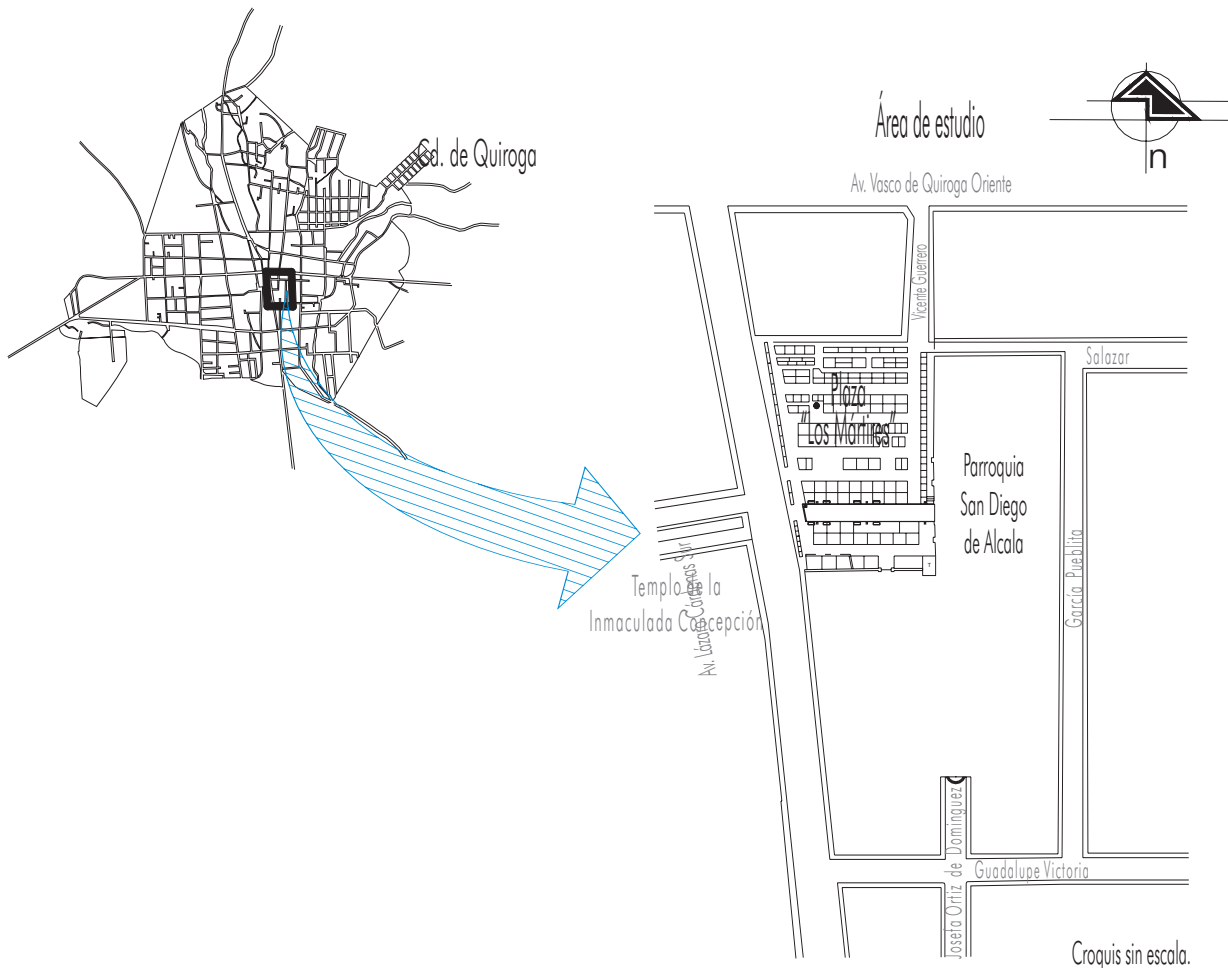 Cd. de Quiroga
Área de estudio
n
Av. Vasco de Quiroga Oriente
Vicente Guerrero
Salazar
Plaza
"Los Mártires"
Parroquia
San Diego
de Alcala
García Pueblita
T
Templo de la
Inmaculada Concepción
Av. Lázaro Cárdenas Sur
Josefa Ortiz de Dominguez
Guadalupe Victoria
Croquis sin escala.